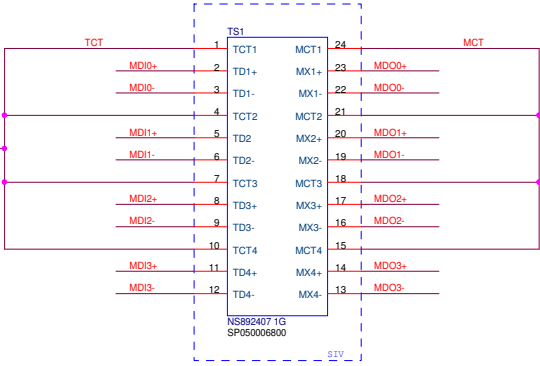 TS1
TCT 1 TCT1 MCT1 24 MCT
MDI0+ 2 TD1+ MX1+ 23 MDO0+
MDI0- 3 TD1- MX1- 22 MDO0-
4 TCT2 MCT2 21
MDI1+ 5 TD2 MX2+ 20 MDO1+
MDI1- 6 TD2- MX2- 19 MDO1-
7 TCT3 MCT3 18
MDI2+ 8 TD3+ MX3+ 17 MDO2+
MDI2- 9 TD3- MX3- 16 MDO2-
10 TCT4 MCT4 15
MDI3+ 11 TD4+ MX4+ 14 MDO3+
MDI3- 12 TD4- MX4- 13 MDO3-
NS892407 1G
SP050006800
SIV